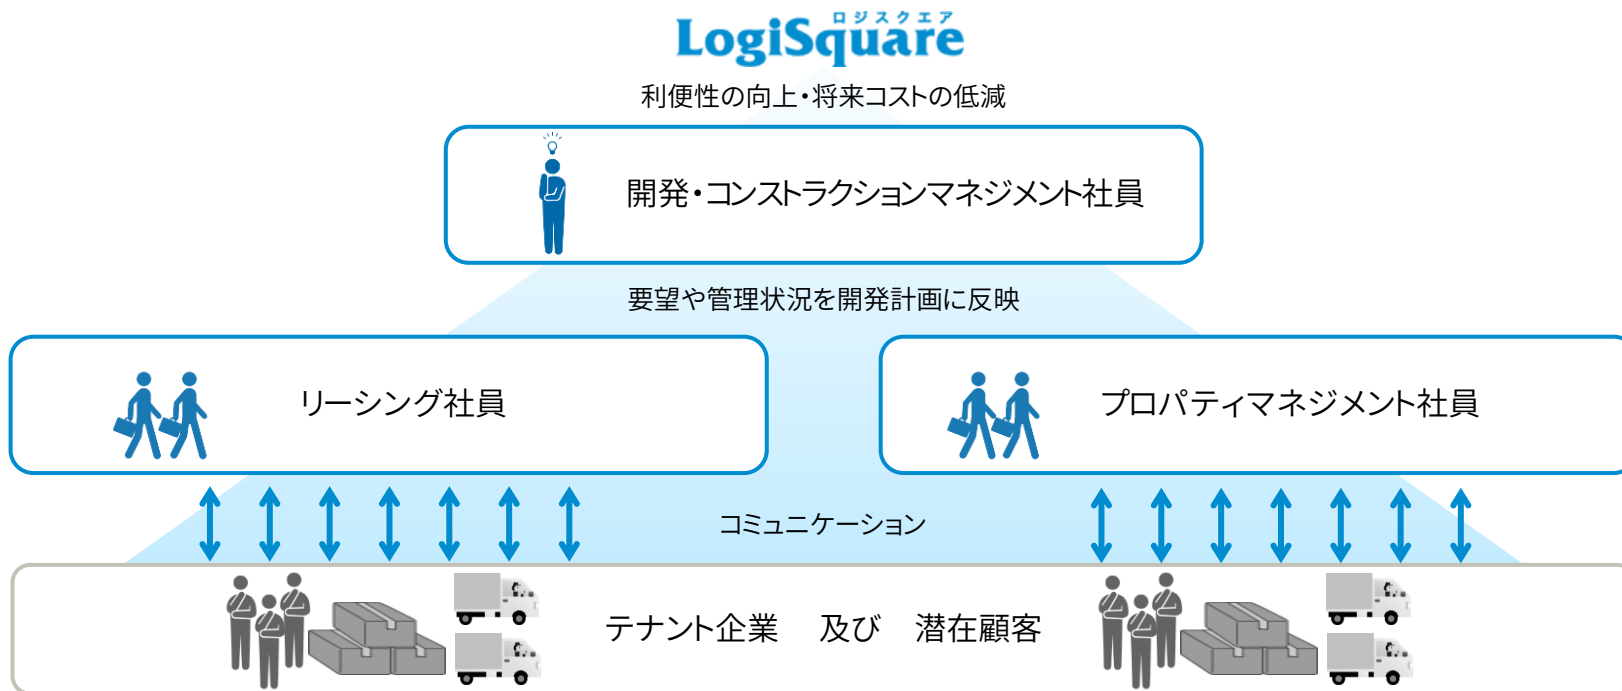 ロジスクエア
LogiSquare
利便性の向上・将来コストの低減
開発・コンストラクションマネジメント社員
要望や管理状況を開発計画に反映
リーシング社員
プロパティマネジメント社員
コミュニケーション
テナント企業　及び　潜在顧客